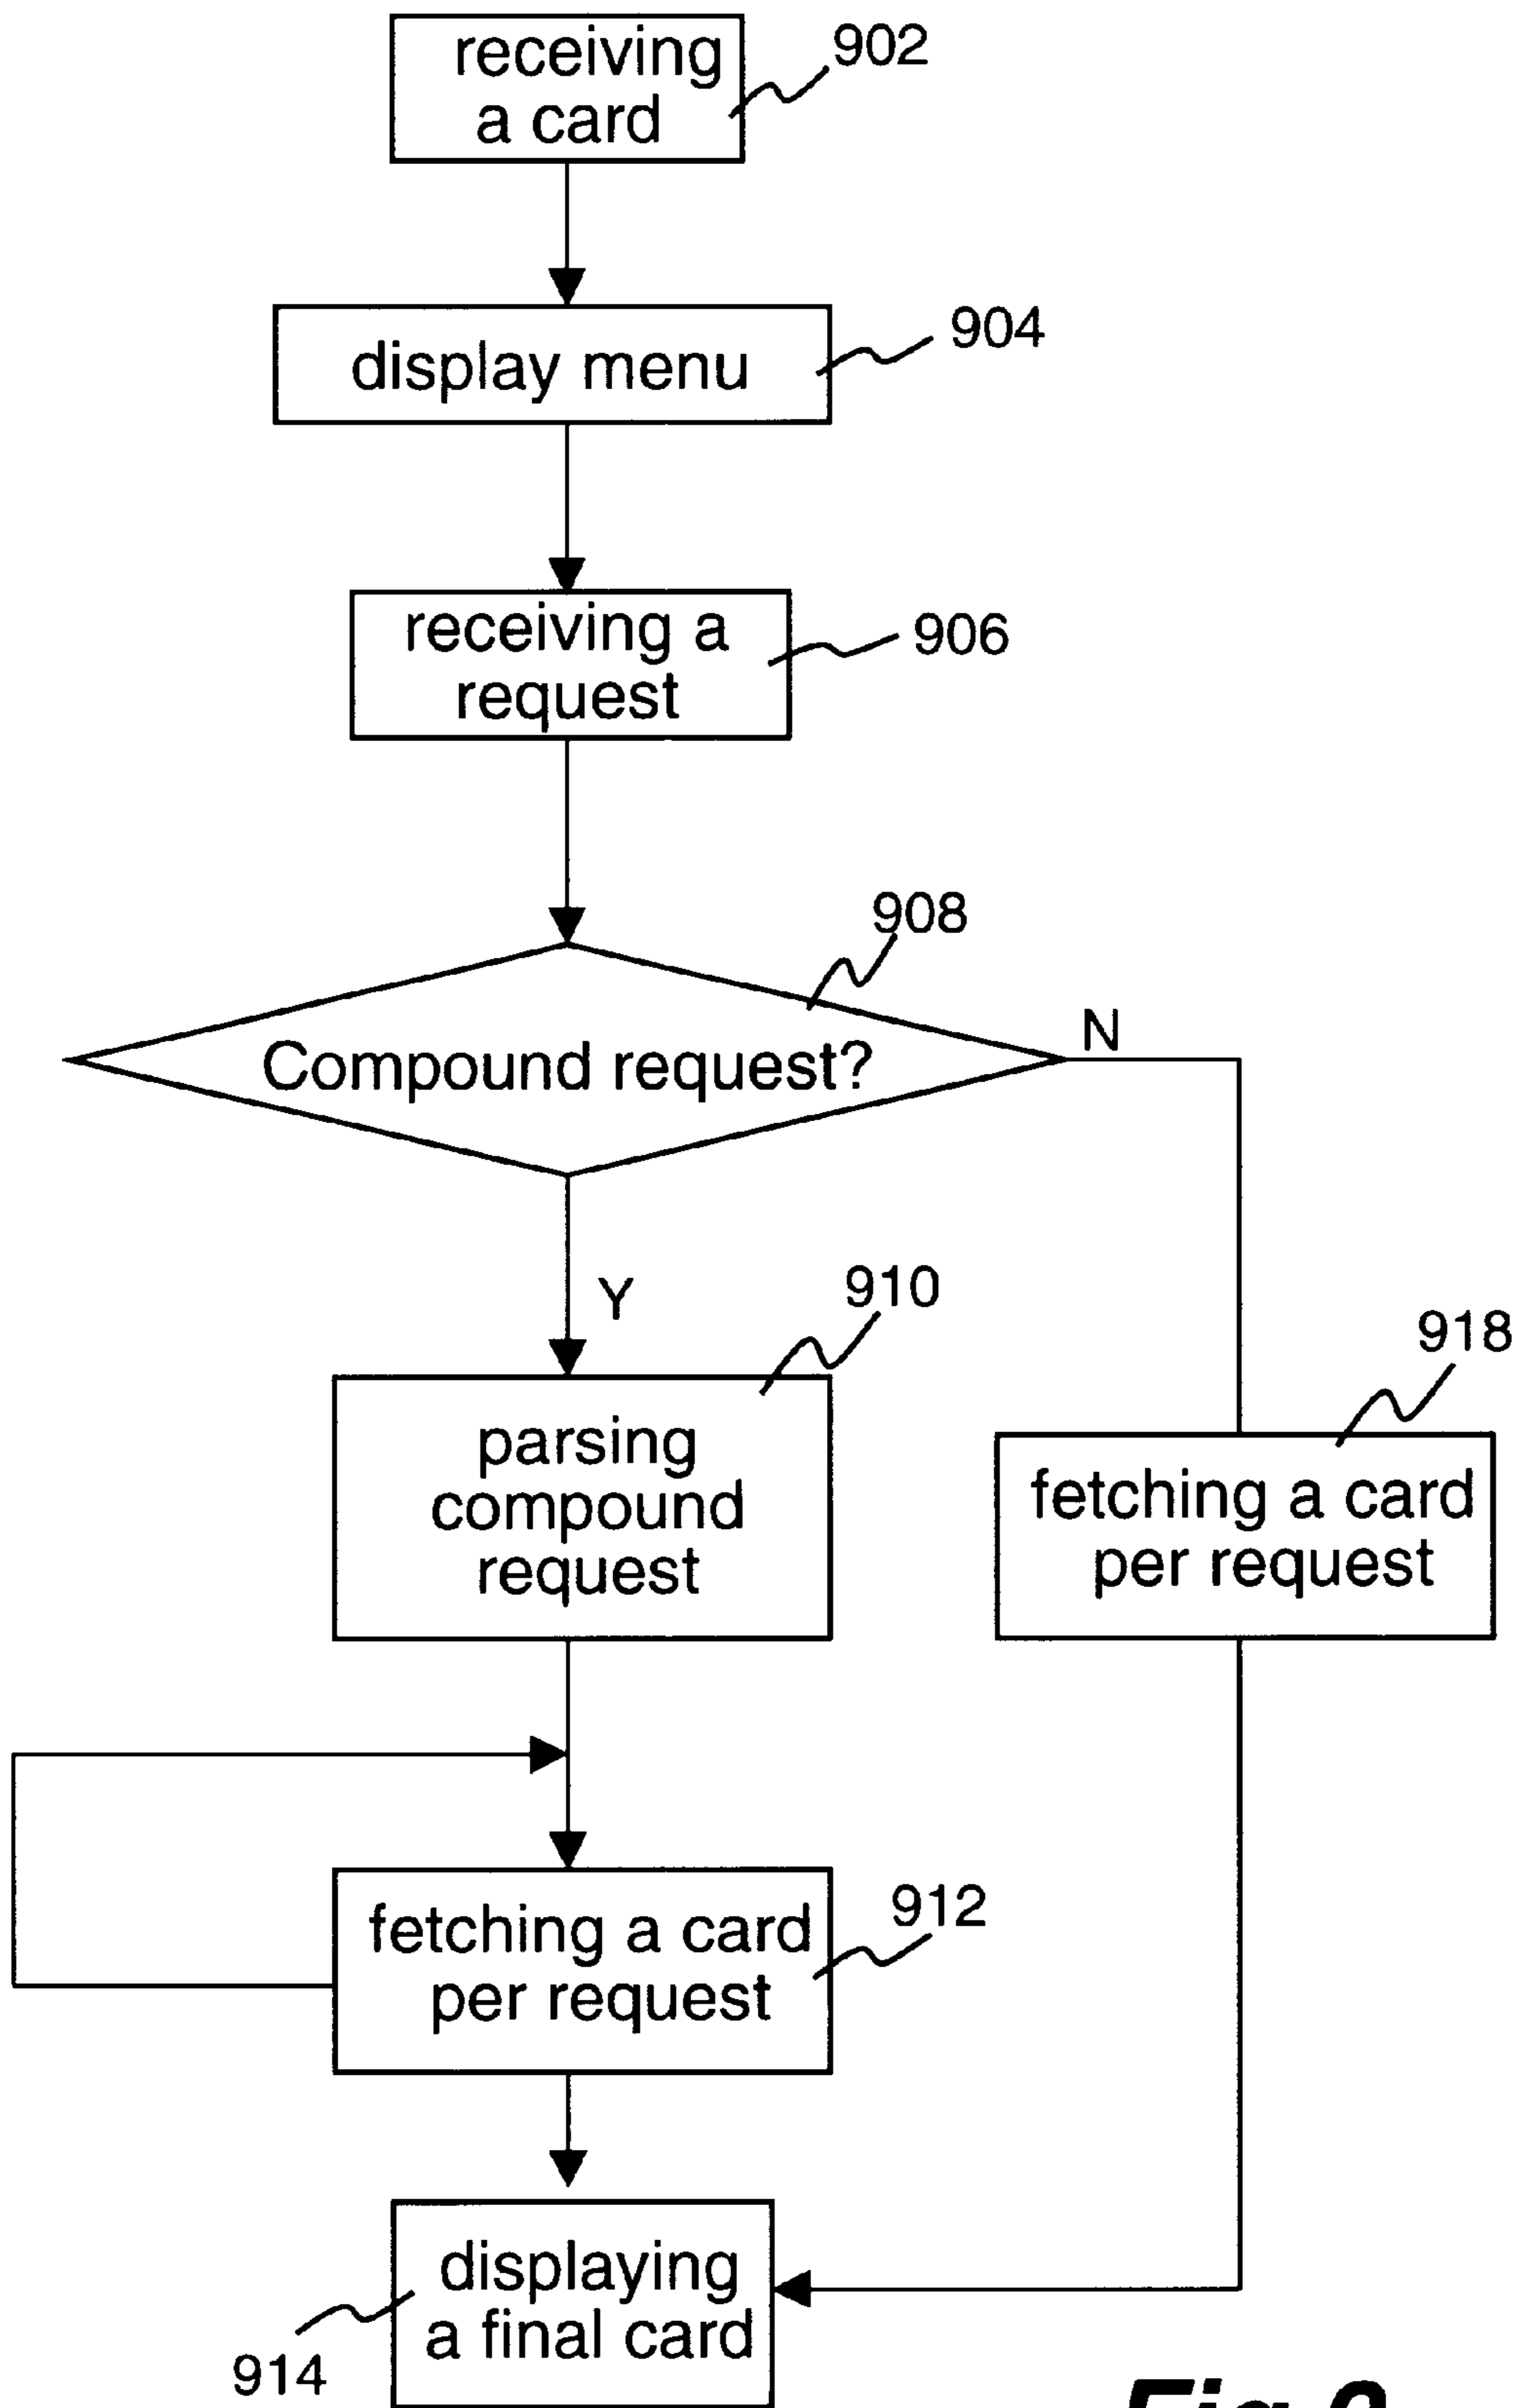 receiving
a card
902
display menu
904
receiving a
request
906
908
Compound request?
N
Y
910
parsing
compound
request
918
fetching a card
per request
912
fetching a card
per request
displaying
a final card
914